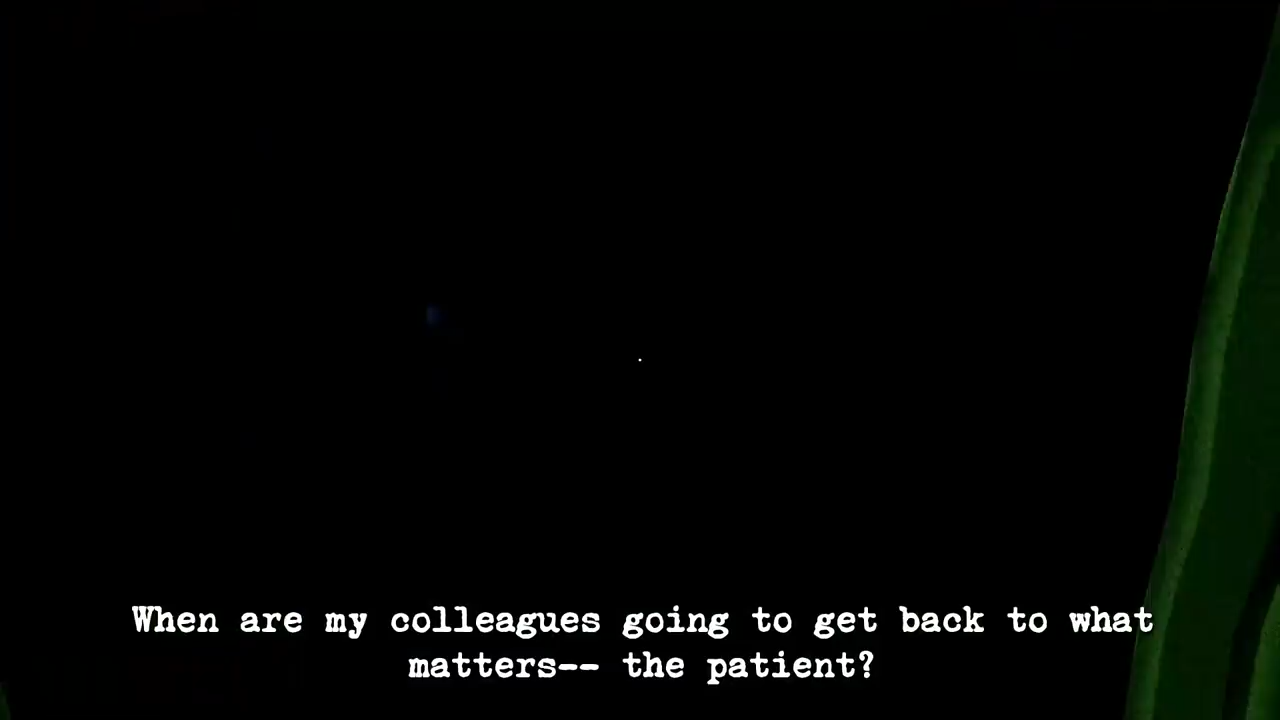 When are my colleagues going to get back to what
matters-- the patient?